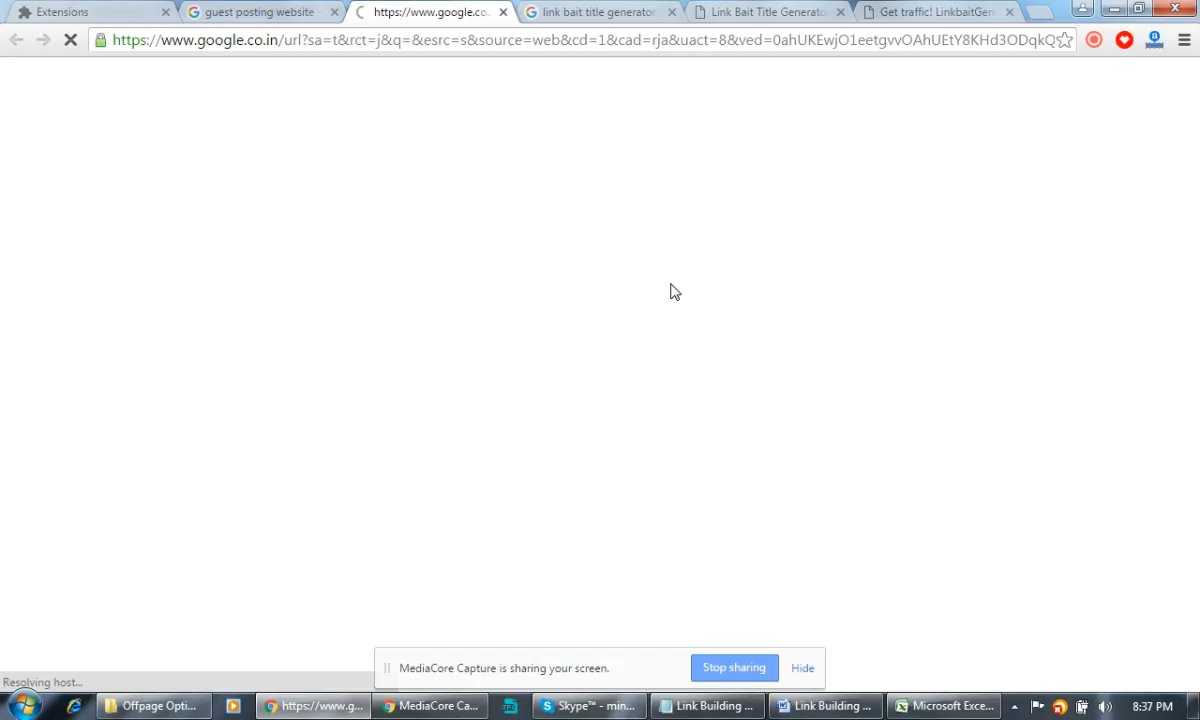 Extensions
guest posting website
https://www.google.co
link bait title generator
Link Bait Title Generato
Get traffic! LinkbaitGen
https://www.google.co.in/url?sa=t&rct=j&q=&esrc=s&source=web&cd=1&cad=rja&uact=8&ved=0ahUKEwjO1eetgvvOAhUEtY8KHd3ODqkQ
MediaCore Capture is sharing your screen.
Stop sharing
Hide
Resolving host...
Offpage Opti...
https://www.g...
MediaCore Ca...
Skype™ - min...
Link Building ...
Link Building ...
Microsoft Exce...
8:37 PM